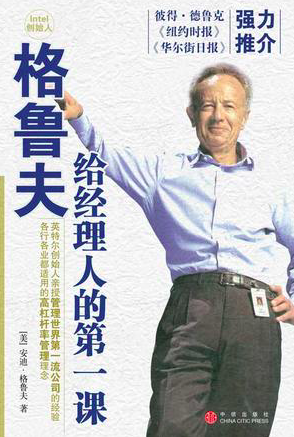 Intel
创始人
格鲁夫
给经理人的第一课
彼得·德鲁克
《纽约时报》
《华尔街日报》
强力
推介
英特尔创始人亲授管理世界第一流公司的经验
各行各业都适用的高杠杆率管理理念
[美]安迪·格鲁夫 著
中信出版社
CHINA CITIC PRESS